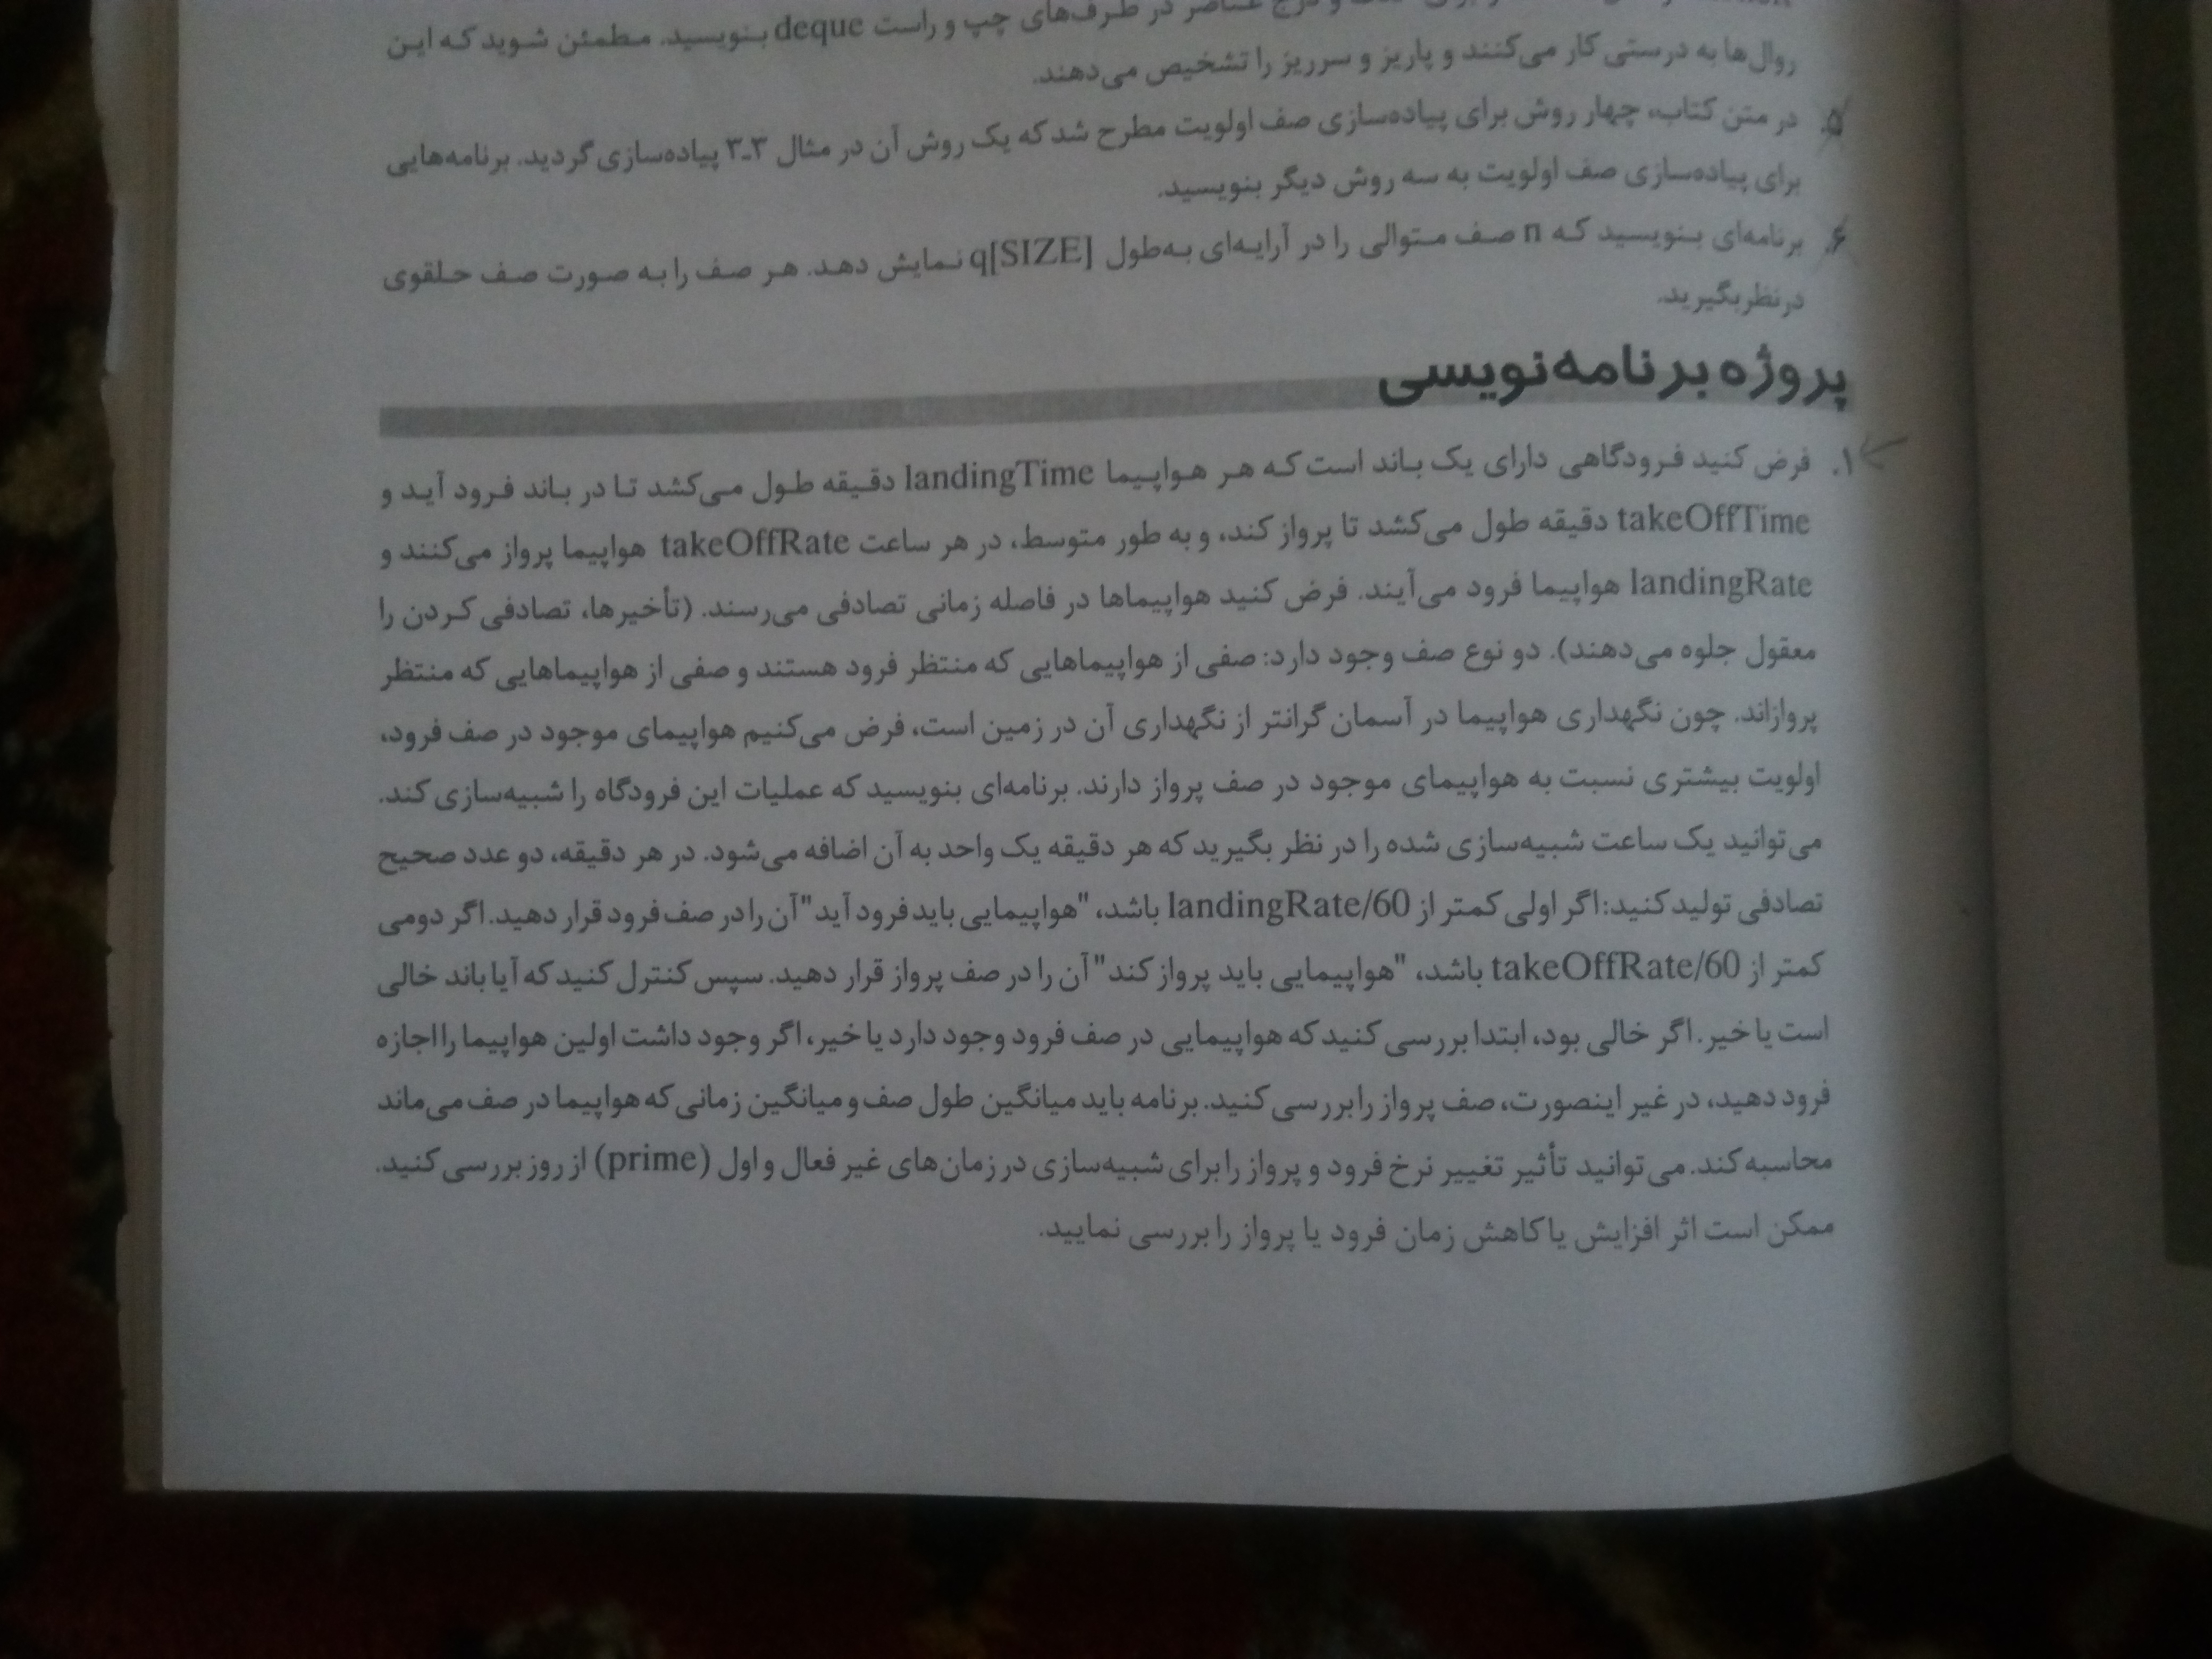 عناصر در طرف‌های چپ و راست deque بنویسید. مطمئن شوید که این
روال‌ها به درستی کار می‌کنند و پاریز و سرریز را تشخیص می‌دهند.
۵. در متن کتاب، چهار روش برای پیاده‌سازی صف اولویت مطرح شد که یک روش آن در مثال ۳-۳ پیاده‌سازی گردید. برنامه‌هایی
برای پیاده‌سازی صف اولویت به سه روش دیگر بنویسید.
۶. برنامه‌ای بنویسید که n صف متوالی را در آرایه‌ای به‌طول q[SIZE] نمایش دهد. هر صف را به صورت صف حلقوی
درنظر بگیرید.
پروژه برنامه‌نویسی
۱. فرض کنید فرودگاهی دارای یک باند است که هر هواپیما landingTime دقیقه طول می‌کشد تا در باند فرود آید و
takeOffTime دقیقه طول می‌کشد تا پرواز کند، و به طور متوسط، در هر ساعت takeOffRate هواپیما پرواز می‌کنند و
landingRate هواپیما فرود می‌آیند. فرض کنید هواپیماها در فاصله زمانی تصادفی می‌رسند. (تأخیرها، تصادفی کردن را
معقول جلوه می‌دهند). دو نوع صف وجود دارد: صفی از هواپیماهایی که منتظر فرود هستند و صفی از هواپیماهایی که منتظر
پروازاند. چون نگهداری هواپیما در آسمان گرانتر از نگهداری آن در زمین است، فرض می‌کنیم هواپیمای موجود در صف فرود،
اولویت بیشتری نسبت به هواپیمای موجود در صف پرواز دارند. برنامه‌ای بنویسید که عملیات این فرودگاه را شبیه‌سازی کند.
می‌توانید یک ساعت شبیه‌سازی شده را در نظر بگیرید که هر دقیقه یک واحد به آن اضافه می‌شود. در هر دقیقه، دو عدد صحیح
تصادفی تولید کنید: اگر اولی کمتر از landingRate/60 باشد، "هواپیمایی باید فرود آید" آن را در صف فرود قرار دهید. اگر دومی
کمتر از takeOffRate/60 باشد، "هواپیمایی باید پرواز کند" آن را در صف پرواز قرار دهید. سپس کنترل کنید که آیا باند خالی
است یا خیر. اگر خالی بود، ابتدا بررسی کنید که هواپیمایی در صف فرود وجود دارد یا خیر، اگر وجود داشت اولین هواپیما را اجازه
فرود دهید، در غیر اینصورت، صف پرواز را بررسی کنید. برنامه باید میانگین طول صف و میانگین زمانی که هواپیما در صف می‌ماند
محاسبه کند. می‌توانید تأثیر تغییر نرخ فرود و پرواز را برای شبیه‌سازی در زمان‌های غیر فعال و اول (prime) از روز بررسی کنید.
ممکن است اثر افزایش یا کاهش زمان فرود یا پرواز را بررسی نمایید.